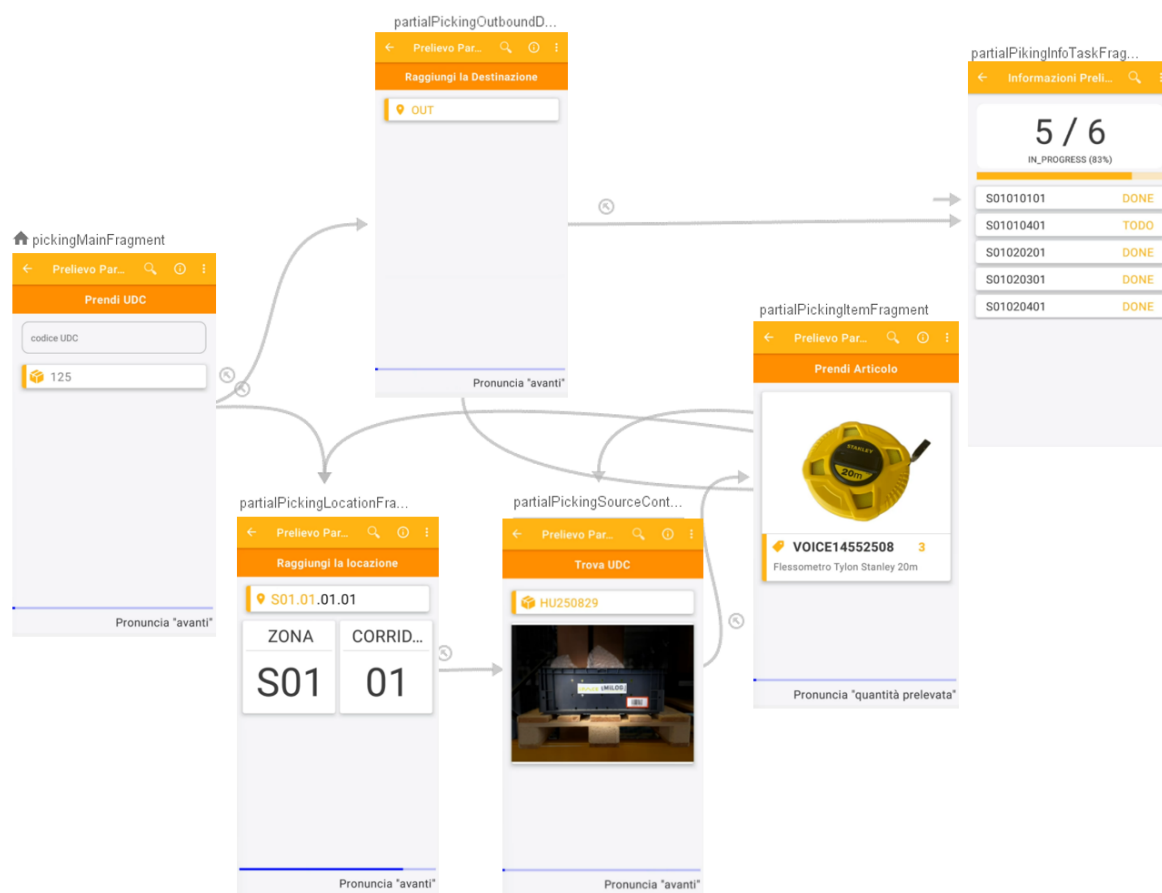 partialPickingOutboundD...
Prelievo Par...
Raggiungi la Destinazione
OUT
Pronuncia "avanti"
partialPikingInfoTaskFrag...
Informazioni Preli...
5 / 6
IN_PROGRESS (83%)
S01010101 DONE
S01010401 TODO
S01020201 DONE
S01020301 DONE
S01020401 DONE
pickingMainFragment
Prelievo Par...
Prendi UDC
codice UDC
125
Pronuncia "avanti"
partialPickingItemFragment
Prelievo Par...
Prendi Articolo
STANLEY
20m
VOICE14552508 3
Flessometro Tylon Stanley 20m
Pronuncia "quantità prelevata"
partialPickingLocationFra...
Prelievo Par...
Raggiungi la locazione
S01.01.01.01
ZONA CORRID...
S01 01
Pronuncia "avanti"
partialPickingSourceCont...
Prelievo Par...
Trova UDC
HU250829
Pronuncia "avanti"